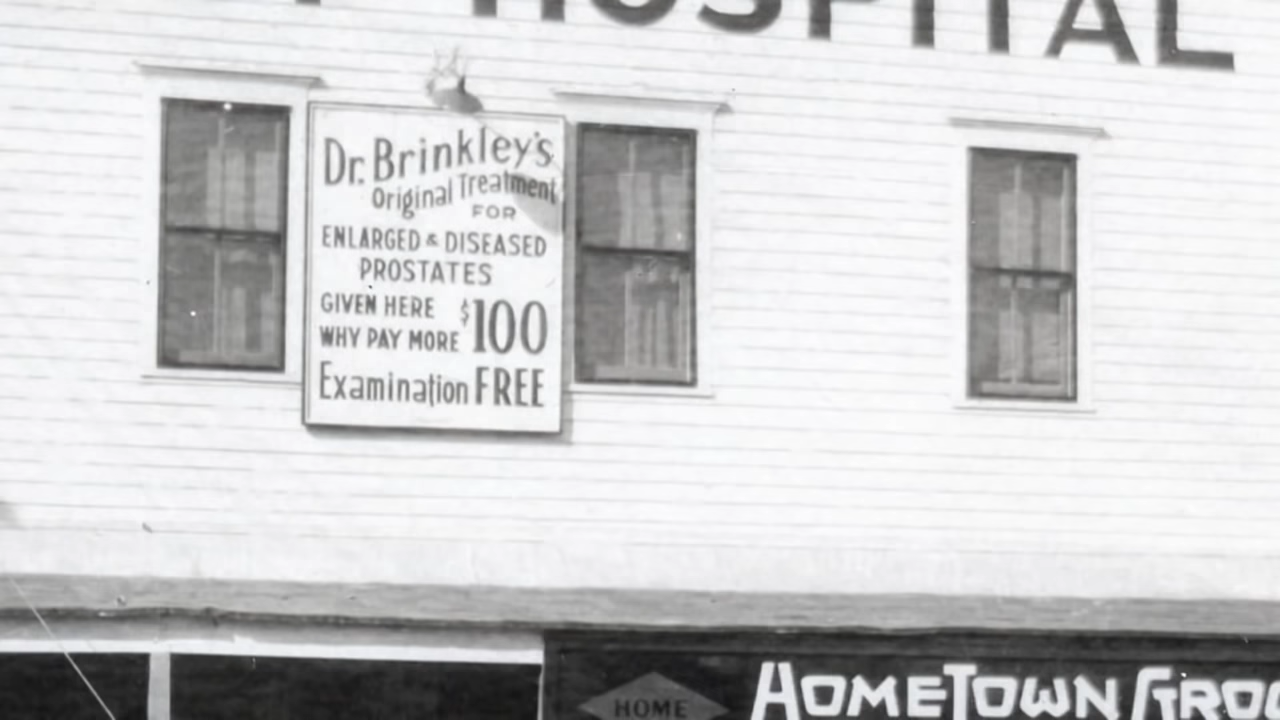 HOSPITAL
Dr. Brinkley's
Original Treatment
FOR
ENLARGED & DISEASED
PROSTATES
GIVEN HERE
WHY PAY MORE $100
Examination FREE
HOME
HOMETOWN GROC